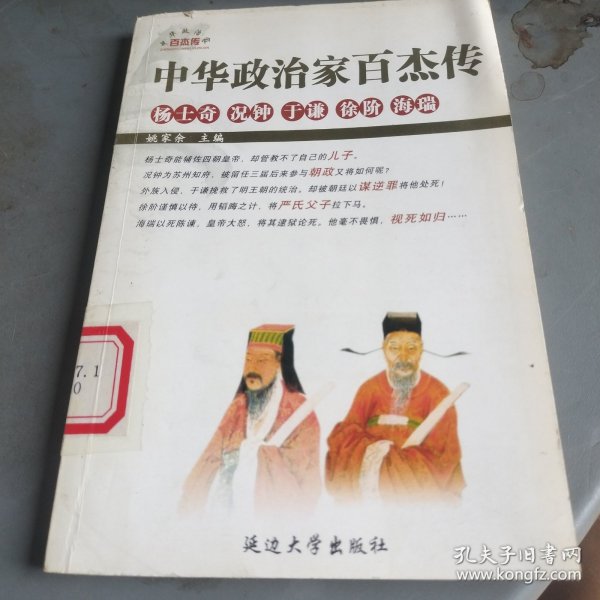 百杰传
中华政治家百杰传
杨士奇 况钟 于谦 徐阶 海瑞
姚家余 主编
杨士奇能辅佐四朝皇帝，却管教不了自己的儿子。
况钟为苏州知府，被留任三届后来参与朝政又将如何呢？
外族入侵，于谦挽救了明王朝的统治。却被朝廷以谋逆罪将他处死！
徐阶谨慎以待，用韬晦之计，将严氏父子拉下马。
海瑞以死陈谏，皇帝大怒，将其逮狱论死。他毫不畏惧，视死如归……
7.1
0
延边大学出版社
孔夫子旧书网
www.kongfz.com